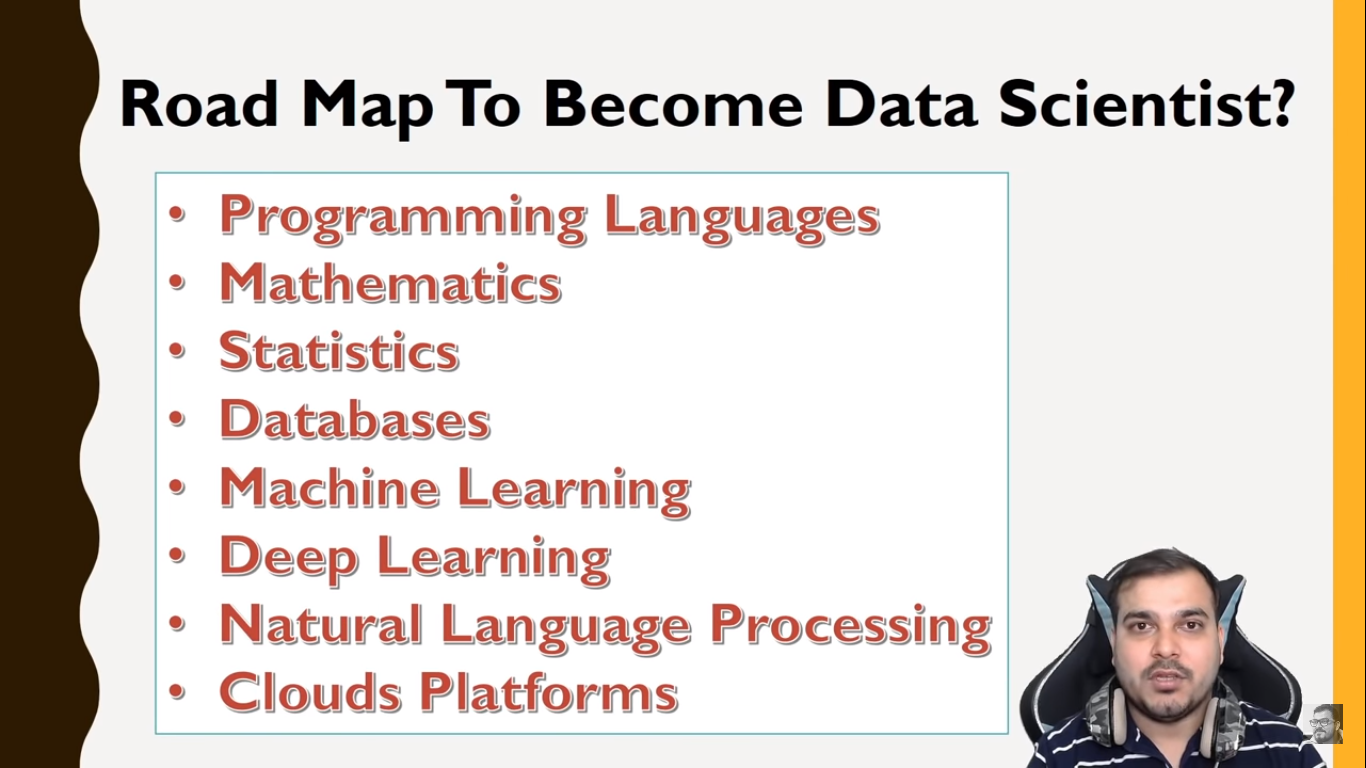 Road Map To Become Data Scientist?
• Programming Languages
• Mathematics
• Statistics
• Databases
• Machine Learning
• Deep Learning
• Natural Language Processing
• Clouds Platforms